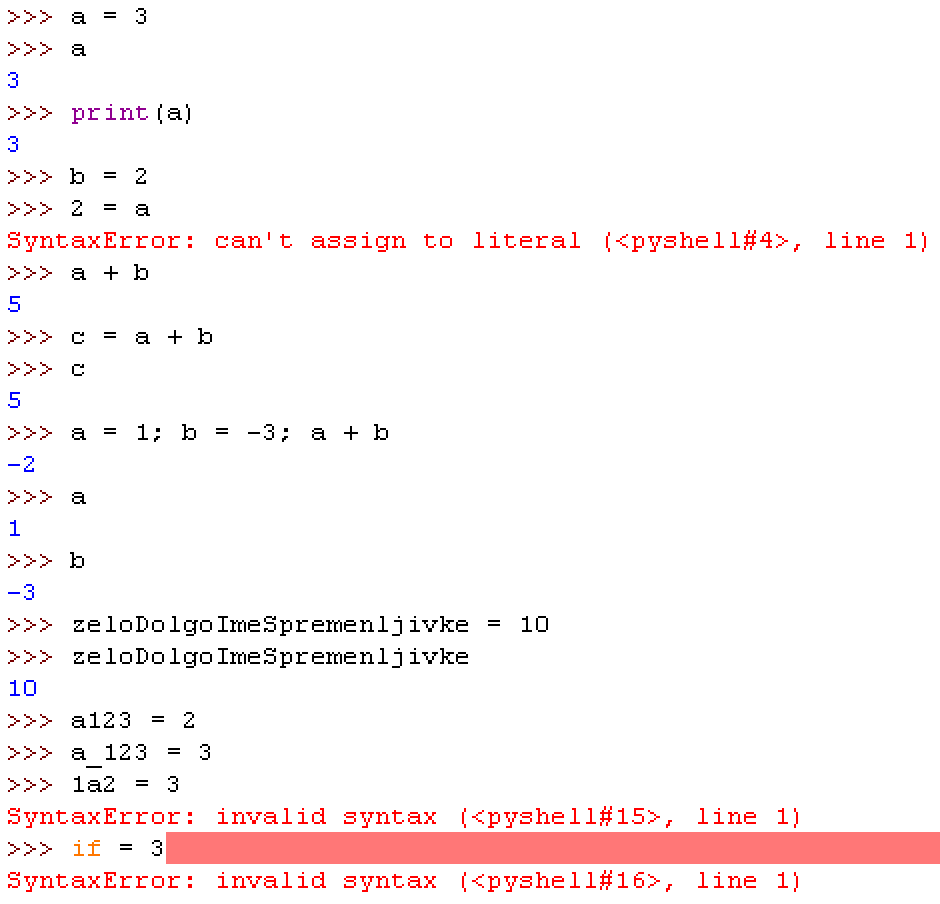 >>> a = 3
>>> a
3
>>> print(a)
3
>>> b = 2
>>> 2 = a
SyntaxError: can't assign to literal (<pyshell#4>, line 1)
>>> a + b
5
>>> c = a + b
>>> c
5
>>> a = 1; b = -3; a + b
-2
>>> a
1
>>> b
-3
>>> zeloDolgoImeSpremenljivke = 10
>>> zeloDolgoImeSpremenljivke
10
>>> a123 = 2
>>> a_123 = 3
>>> 1a2 = 3
SyntaxError: invalid syntax (<pyshell#15>, line 1)
>>> if = 3
SyntaxError: invalid syntax (<pyshell#16>, line 1)